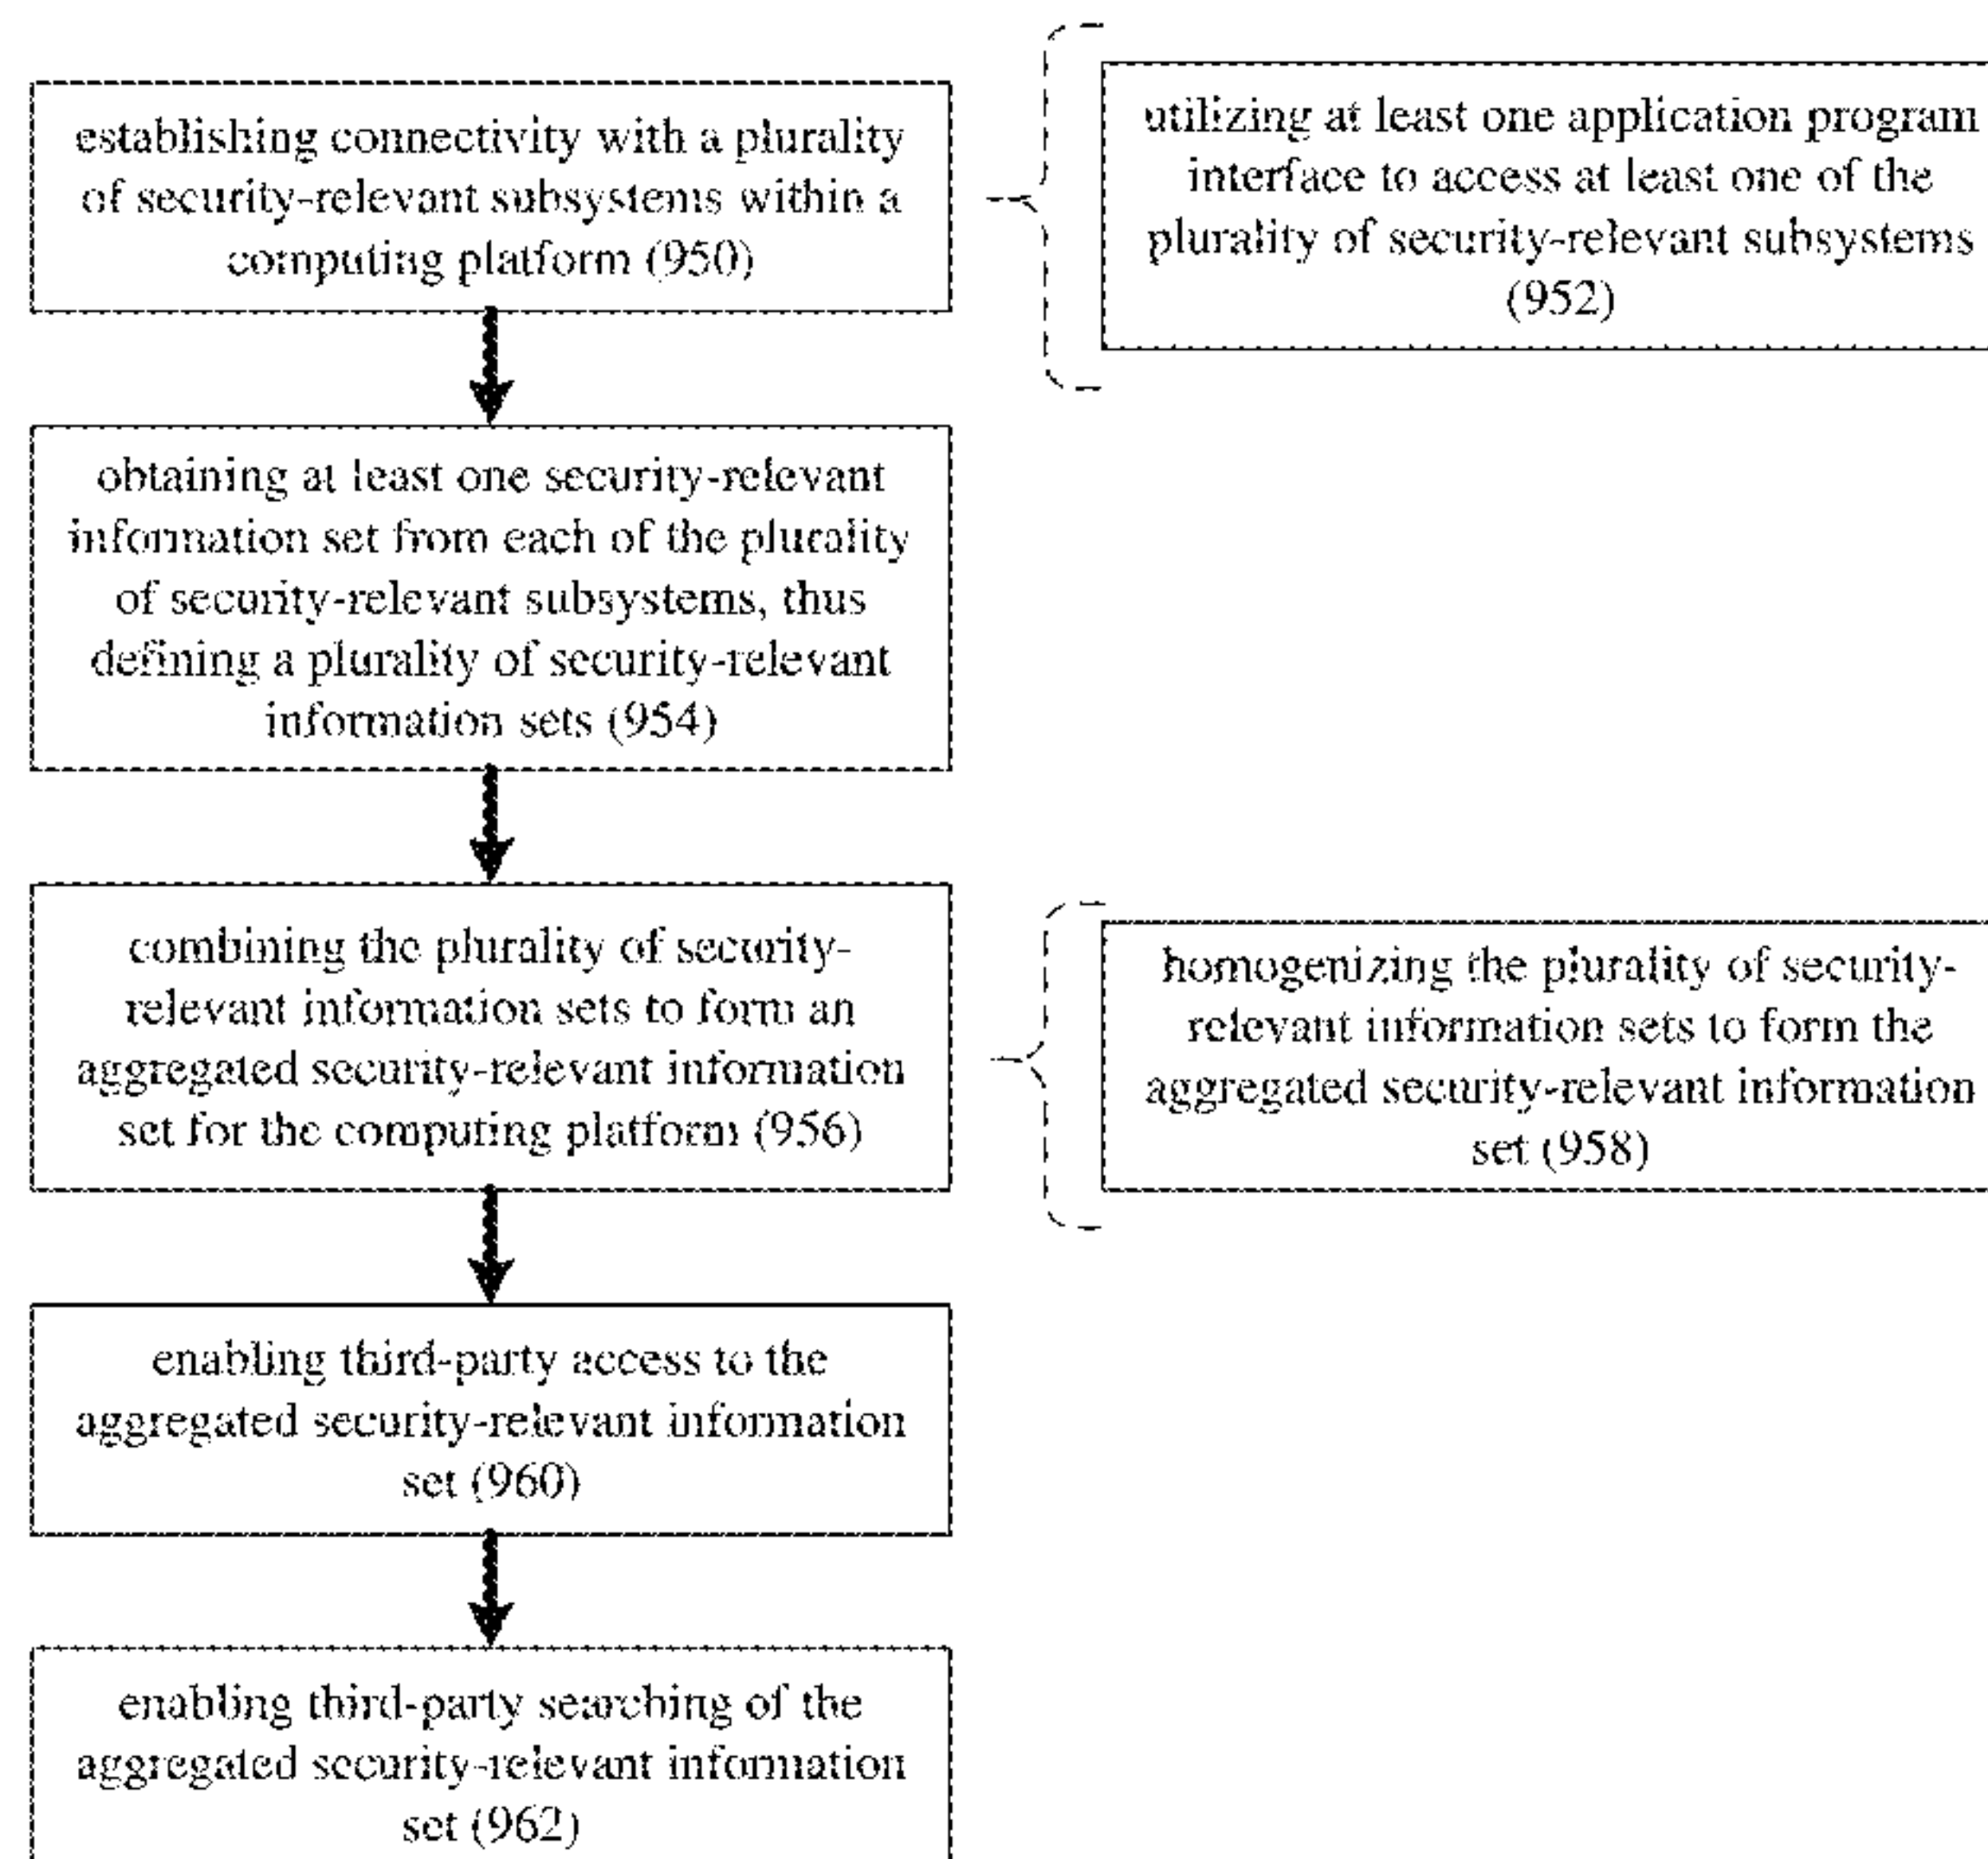 establishing connectivity with a plurality
of security-relevant subsystems within a
computing platform (950)
utilizing at least one application program
interface to access at least one of the
plurality of security-relevant subsystems
(952)
obtaining at least one security-relevant
information set from each of the plurality
of security-relevant subsystems, thus
defining a plurality of security-relevant
information sets (954)
combining the plurality of security-
relevant information sets to form an
aggregated security-relevant information
set for the computing platform (956)
homogenizing the plurality of security-
relevant information sets to form the
aggregated security-relevant information
set (958)
enabling third-party access to the
aggregated security-relevant information
set (960)
enabling third-party searching of the
aggregated security-relevant information
set (962)